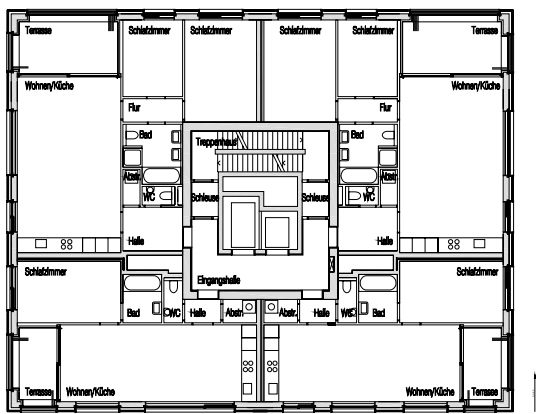 Terrasse
Schlafzimmer
Schlafzimmer
Schlafzimmer
Schlafzimmer
Terrasse
Wohnen/Küche
Wohnen/Küche
Flur
Flur
Bad
Treppenhaus
Bad
Abstr.
Abstr.
WC
Schleuse
Schleuse
WC
Halle
Halle
Schlafzimmer
Eingangshalle
Schlafzimmer
Bad
WC
Halle
Abstr.
Abstr.
Halle
WC
Bad
Terrasse
Wohnen/Küche
Wohnen/Küche
Terrasse